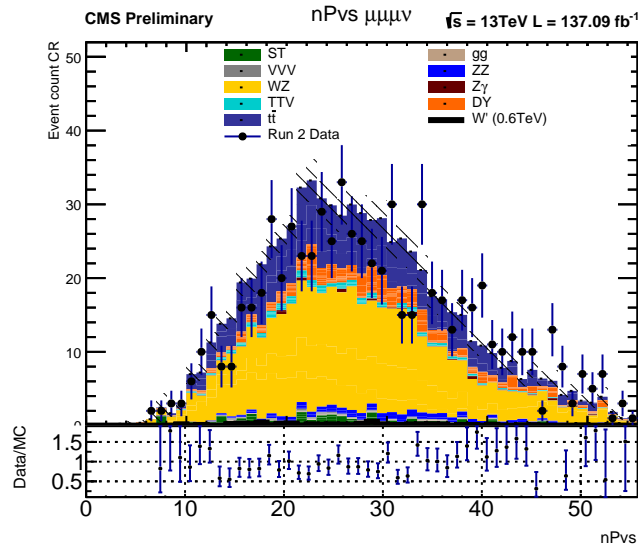 CMS Preliminary nPvs μμμν √s = 13TeV L = 137.09 fb⁻¹
Event count CR
50
40
30
20
10
0
ST
VVV
WZ
TTV
tt̄
Run 2 Data
gg
ZZ
Zγ
DY
W' (0.6TeV)
Data/MC
1.5
1
0.5
0 10 20 30 40 50 60
nPvs